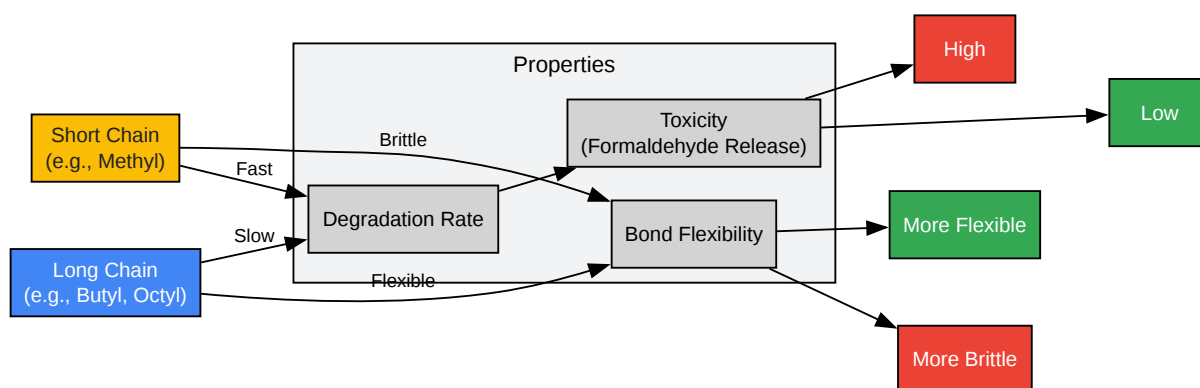 High
Properties
Low
Toxicity
(Formaldehyde Release)
Short Chain
(e.g., Methyl)
Brittle
Fast
Degradation Rate
Bond Flexibility
More Flexible
Slow
Long Chain
(e.g., Butyl, Octyl)
Flexible
More Brittle